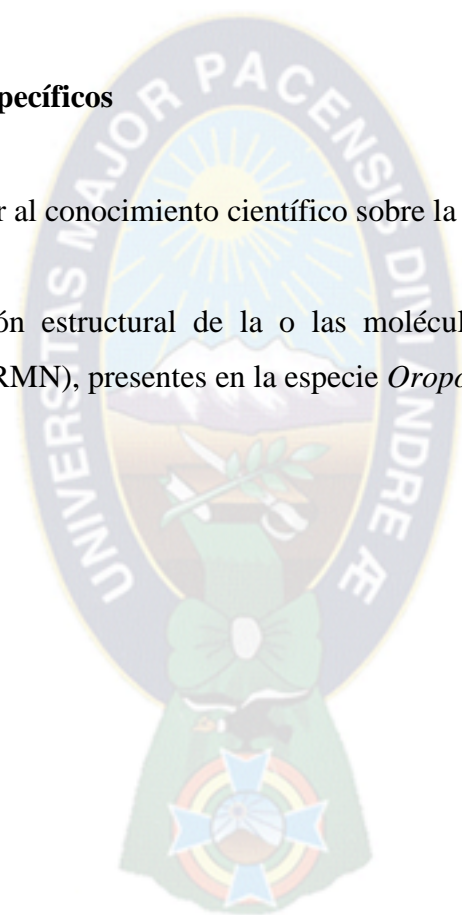 pecíficos
r al conocimiento científico sobre la
UNIVERSITAS MAJOR PACENSIS DIVI ANDRE Æ
ón estructural de la o las molécul
RMN), presentes en la especie Oropo